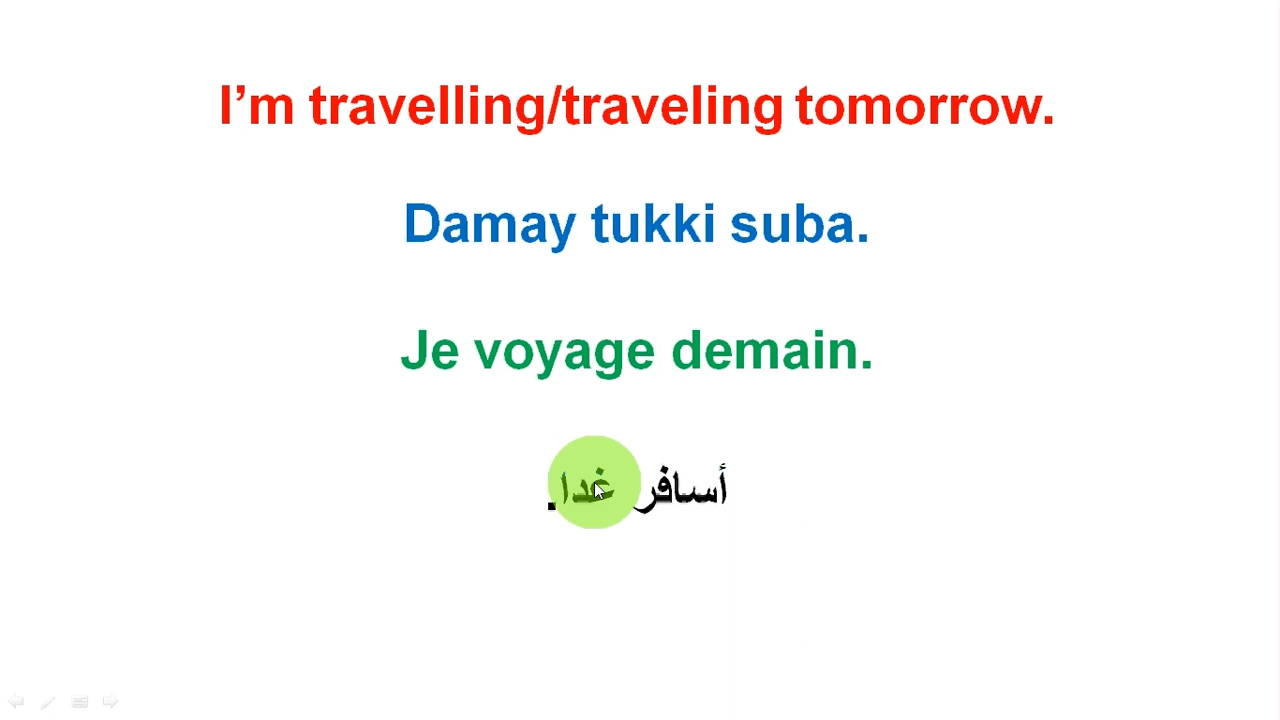 I’m travelling/traveling tomorrow.
Damay tukki suba.
Je voyage demain.
أسافر غدا.